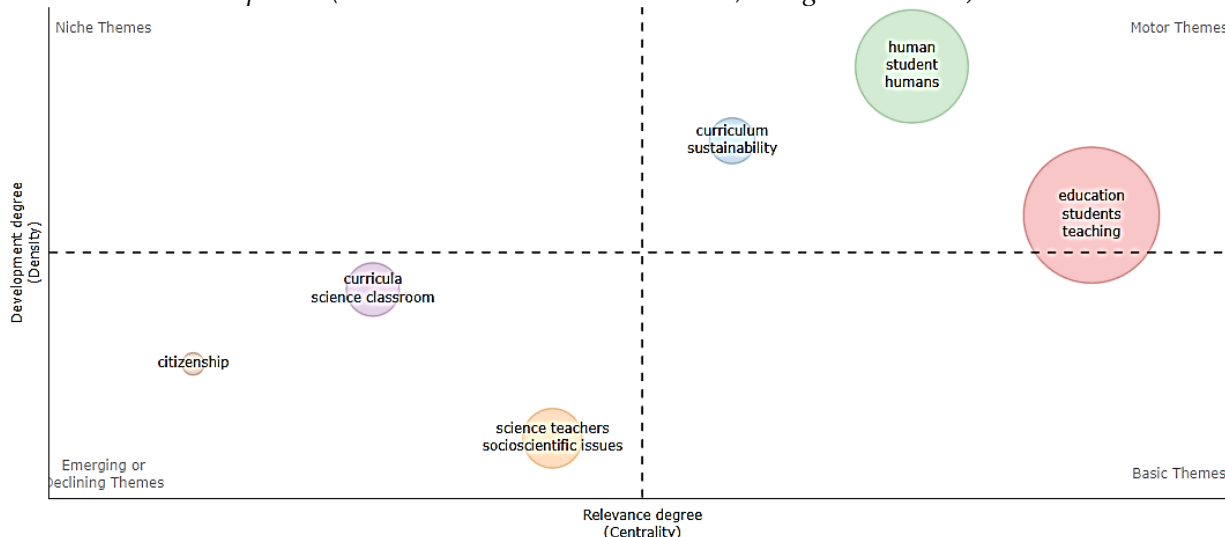 Niche Themes
Motor Themes
human
student
humans
curriculum
sustainability
education
students
teaching
Development degree
(Density)
curricula
science classroom
citizenship
science teachers
socioscientific issues
Emerging or
Declining Themes
Basic Themes
Relevance degree
(Centrality)